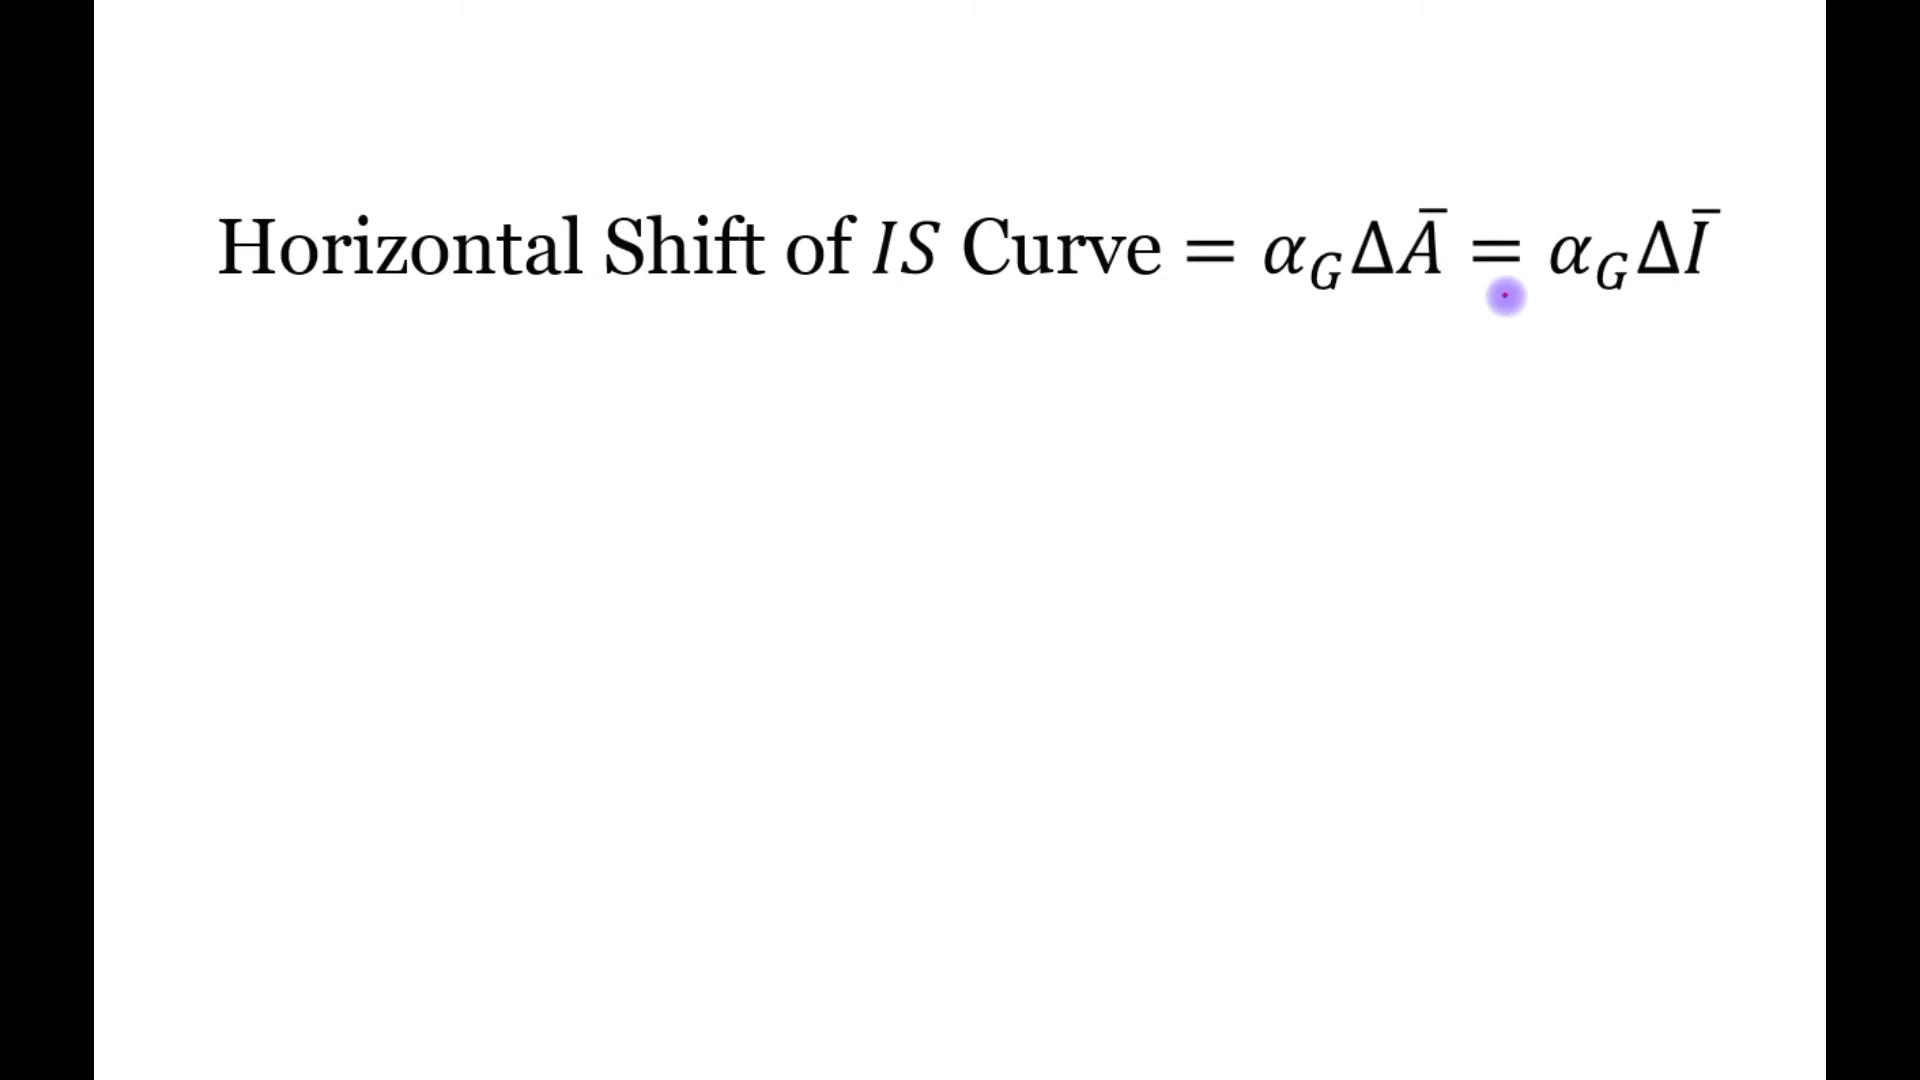 Horizontal Shift of IS Curve = α_G ΔĀ = α_G ΔĪ